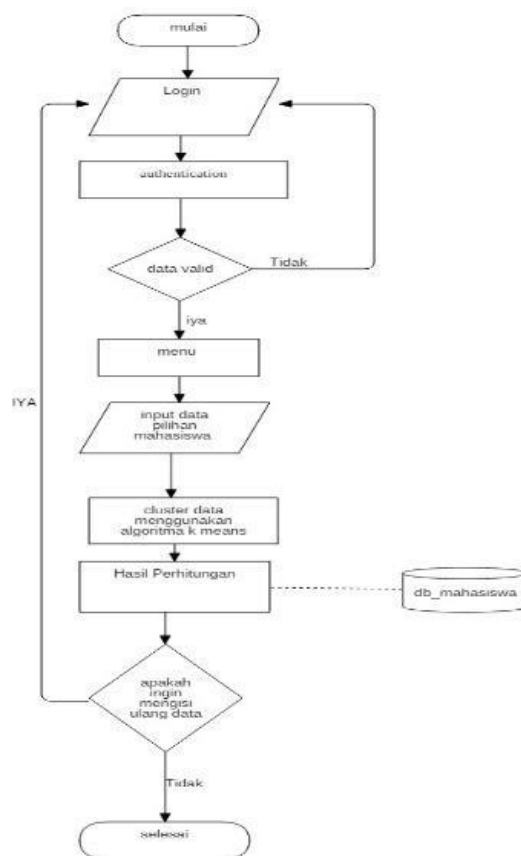 mulai
Login
authentication
data valid
Tidak
iya
menu
IYA
input data
pilihan
mahasiswa
cluster data
menggunakan
algoritma k means
Hasil Perhitungan
db_mahasiswa
apakah
ingin
mengisi
ulang data
Tidak
selesai